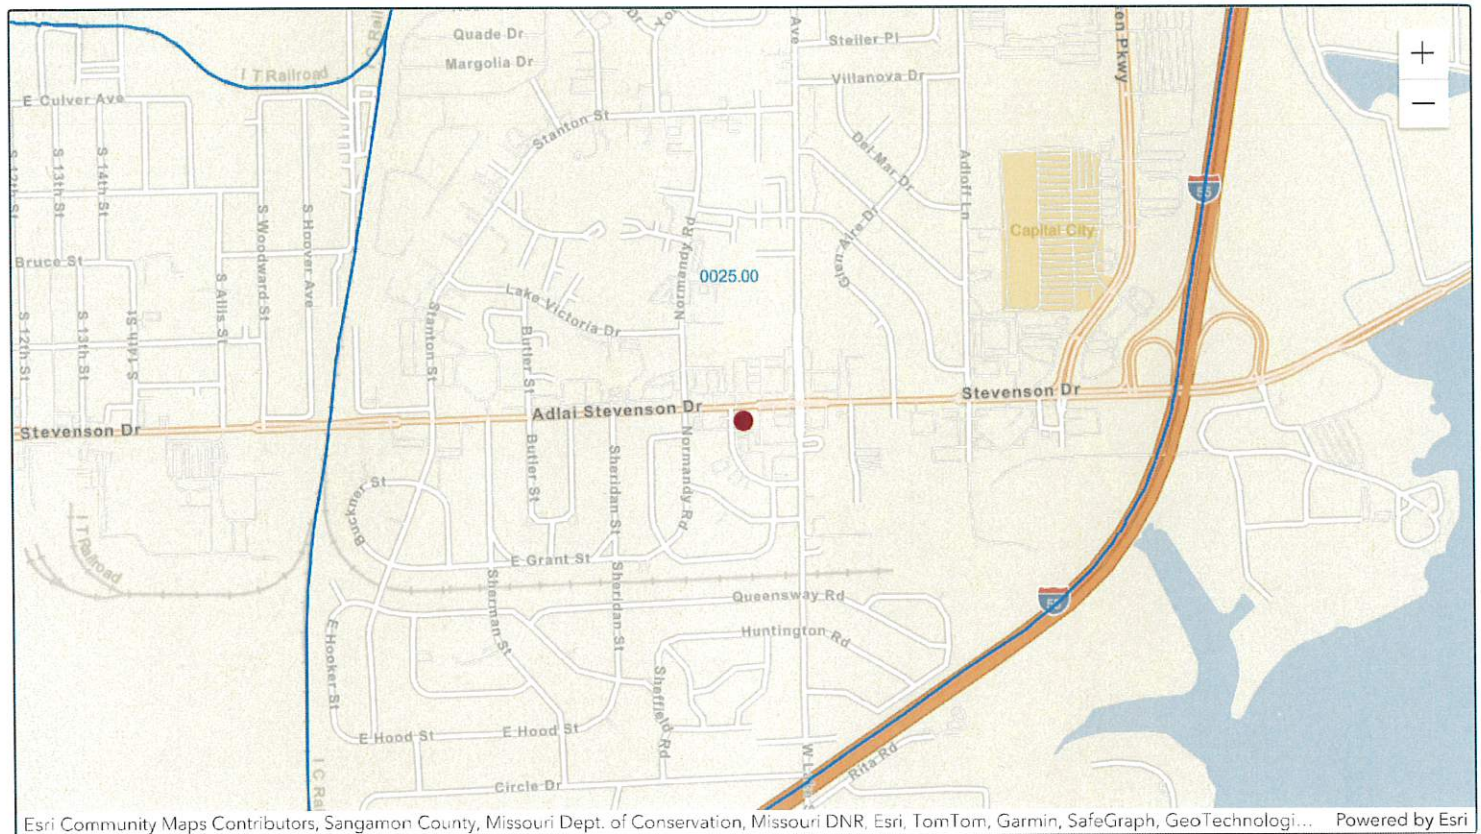 Quade Dr
Margolia Dr
I T Railroad
E Culver Ave
Ave
Steller Pl
Villanova Dr
Stanton St
Del Mar Dr
Adloff Ln
S 12th St
S 13th St
S 14th St
S Woodward St
S Hoover Ave
Bruce St
S Allis St
Normandy Rd
Glen Aire Dr
Capital City
55
0025.00
Lake Victoria Dr
S 12th St
S 13th St
S 14th St
Stanton St
Butler St
Stevenson Dr
Adlai Stevenson Dr
Stevenson Dr
Butler St
Sheridan St
Normandy Rd
Buckner St
I T Railroad
E Grant St
Sherman St
Sheridan St
Queensway Rd
55
Huntington Rd
E Hooker St
Sheffield Rd
E Hood St
E Hood St
Rita Rd
Circle Dr
I C Rai
+
−
Esri Community Maps Contributors, Sangamon County, Missouri Dept. of Conservation, Missouri DNR, Esri, TomTom, Garmin, SafeGraph, GeoTechnologi... Powered by Esri